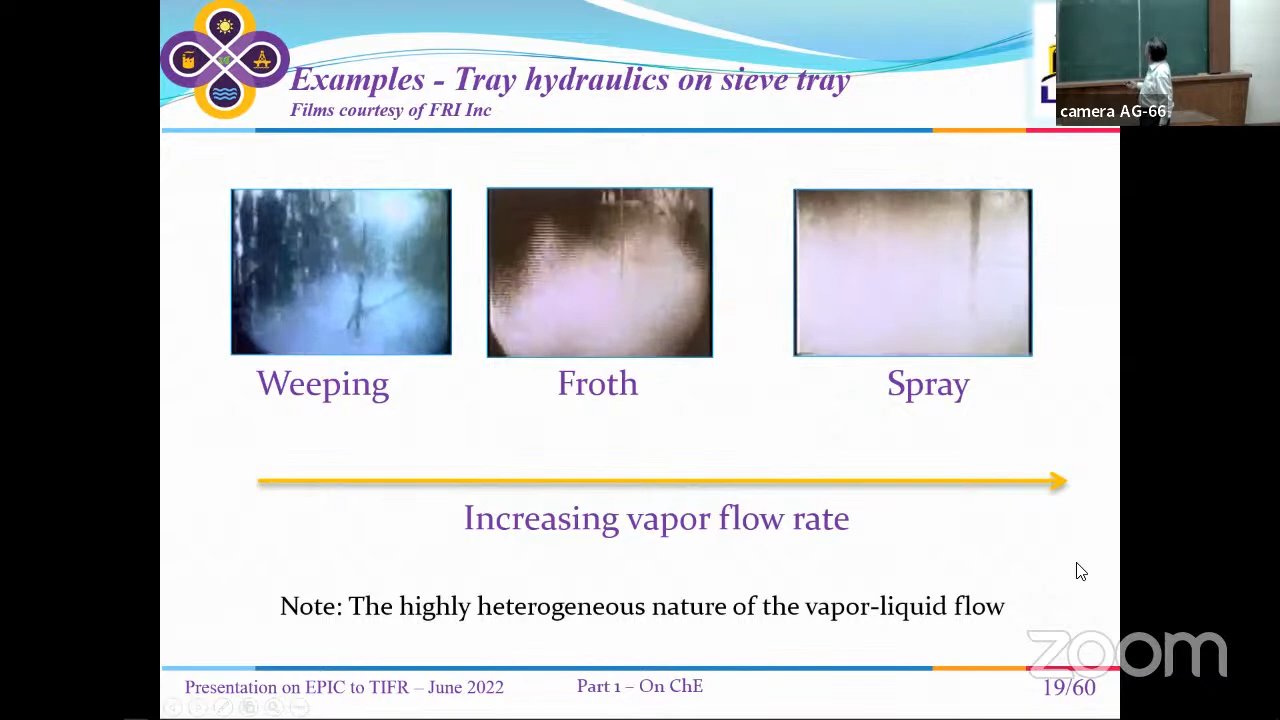 Examples - Tray hydraulics on sieve tray
Films courtesy of FRI Inc
camera AG-66
Weeping
Froth
Spray
Increasing vapor flow rate
Note: The highly heterogeneous nature of the vapor-liquid flow
zoom
Presentation on EPIC to TIFR – June 2022
Part 1 – On ChE
19/60